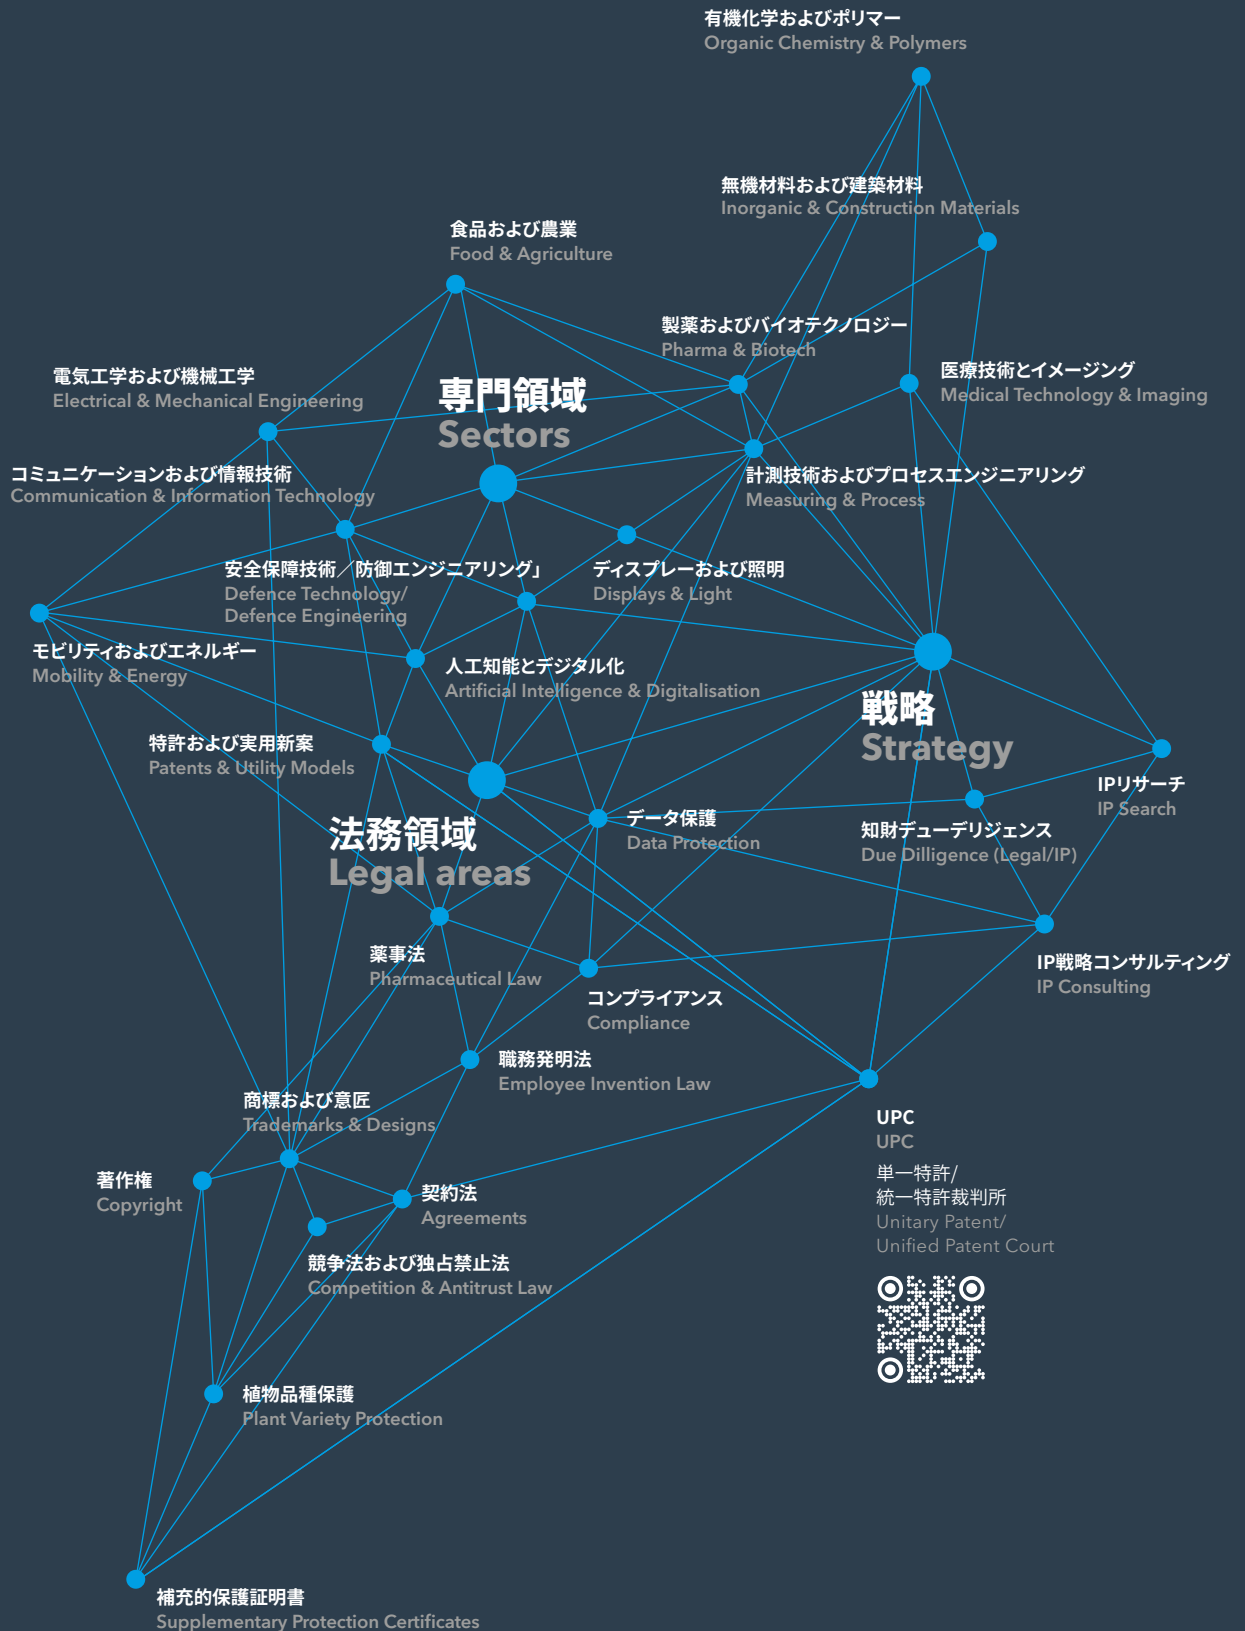 有機化学およびポリマー
Organic Chemistry & Polymers
無機材料および建築材料
Inorganic & Construction Materials
食品および農業
Food & Agriculture
製薬およびバイオテクノロジー
Pharma & Biotech
電気工学および機械工学
Electrical & Mechanical Engineering
専門領域
Sectors
医療技術とイメージング
Medical Technology & Imaging
コミュニケーションおよび情報技術
Communication & Information Technology
計測技術およびプロセスエンジニアリング
Measuring & Process
安全保障技術／防御エンジニアリング」
Defence Technology/
Defence Engineering
ディスプレーおよび照明
Displays & Light
モビリティおよびエネルギー
Mobility & Energy
人工知能とデジタル化
Artificial Intelligence & Digitalisation
戦略
Strategy
特許および実用新案
Patents & Utility Models
IPリサーチ
IP Search
法務領域
Legal areas
データ保護
Data Protection
知財デューデリジェンス
Due Dilligence (Legal/IP)
薬事法
Pharmaceutical Law
IP戦略コンサルティング
IP Consulting
コンプライアンス
Compliance
職務発明法
Employee Invention Law
商標および意匠
Trademarks & Designs
UPC
UPC
単一特許/
統一特許裁判所
Unitary Patent/
Unified Patent Court
著作権
Copyright
契約法
Agreements
競争法および独占禁止法
Competition & Antitrust Law
植物品種保護
Plant Variety Protection
補充的保護証明書
Supplementary Protection Certificates